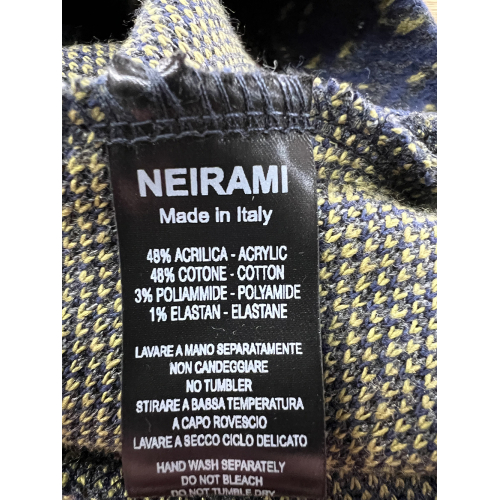 NEIRAMI
Made in Italy
48% ACRILICA - ACRYLIC
48% COTONE - COTTON
3% POLIAMMIDE - POLYAMIDE
1% ELASTAN - ELASTANE
LAVARE A MANO SEPARATAMENTE
NON CANDEGGIARE
NO TUMBLER
STIRARE A BASSA TEMPERATURA
A CAPO ROVESCIO
LAVARE A SECCO CICLO DELICATO
HAND WASH SEPARATELY
DO NOT BLEACH
DO NOT TUMBLE DRY